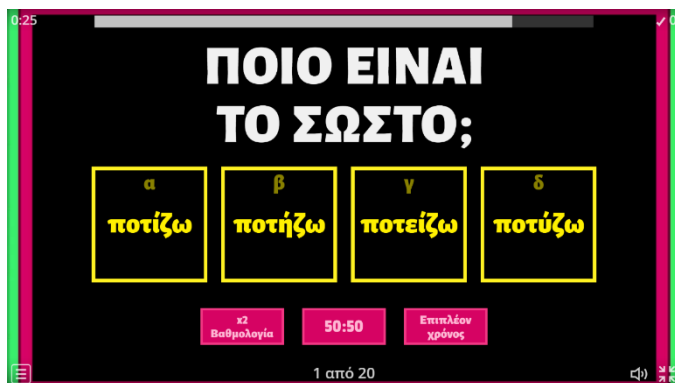 0:25
✓ 0
ΠΟΙΟ ΕΙΝΑΙ
ΤΟ ΣΩΣΤΟ;
α
ποτίζω
β
ποτήζω
γ
ποτείζω
δ
ποτύζω
x2
Βαθμολογία
50:50
Επιπλέον
χρόνος
1 από 20